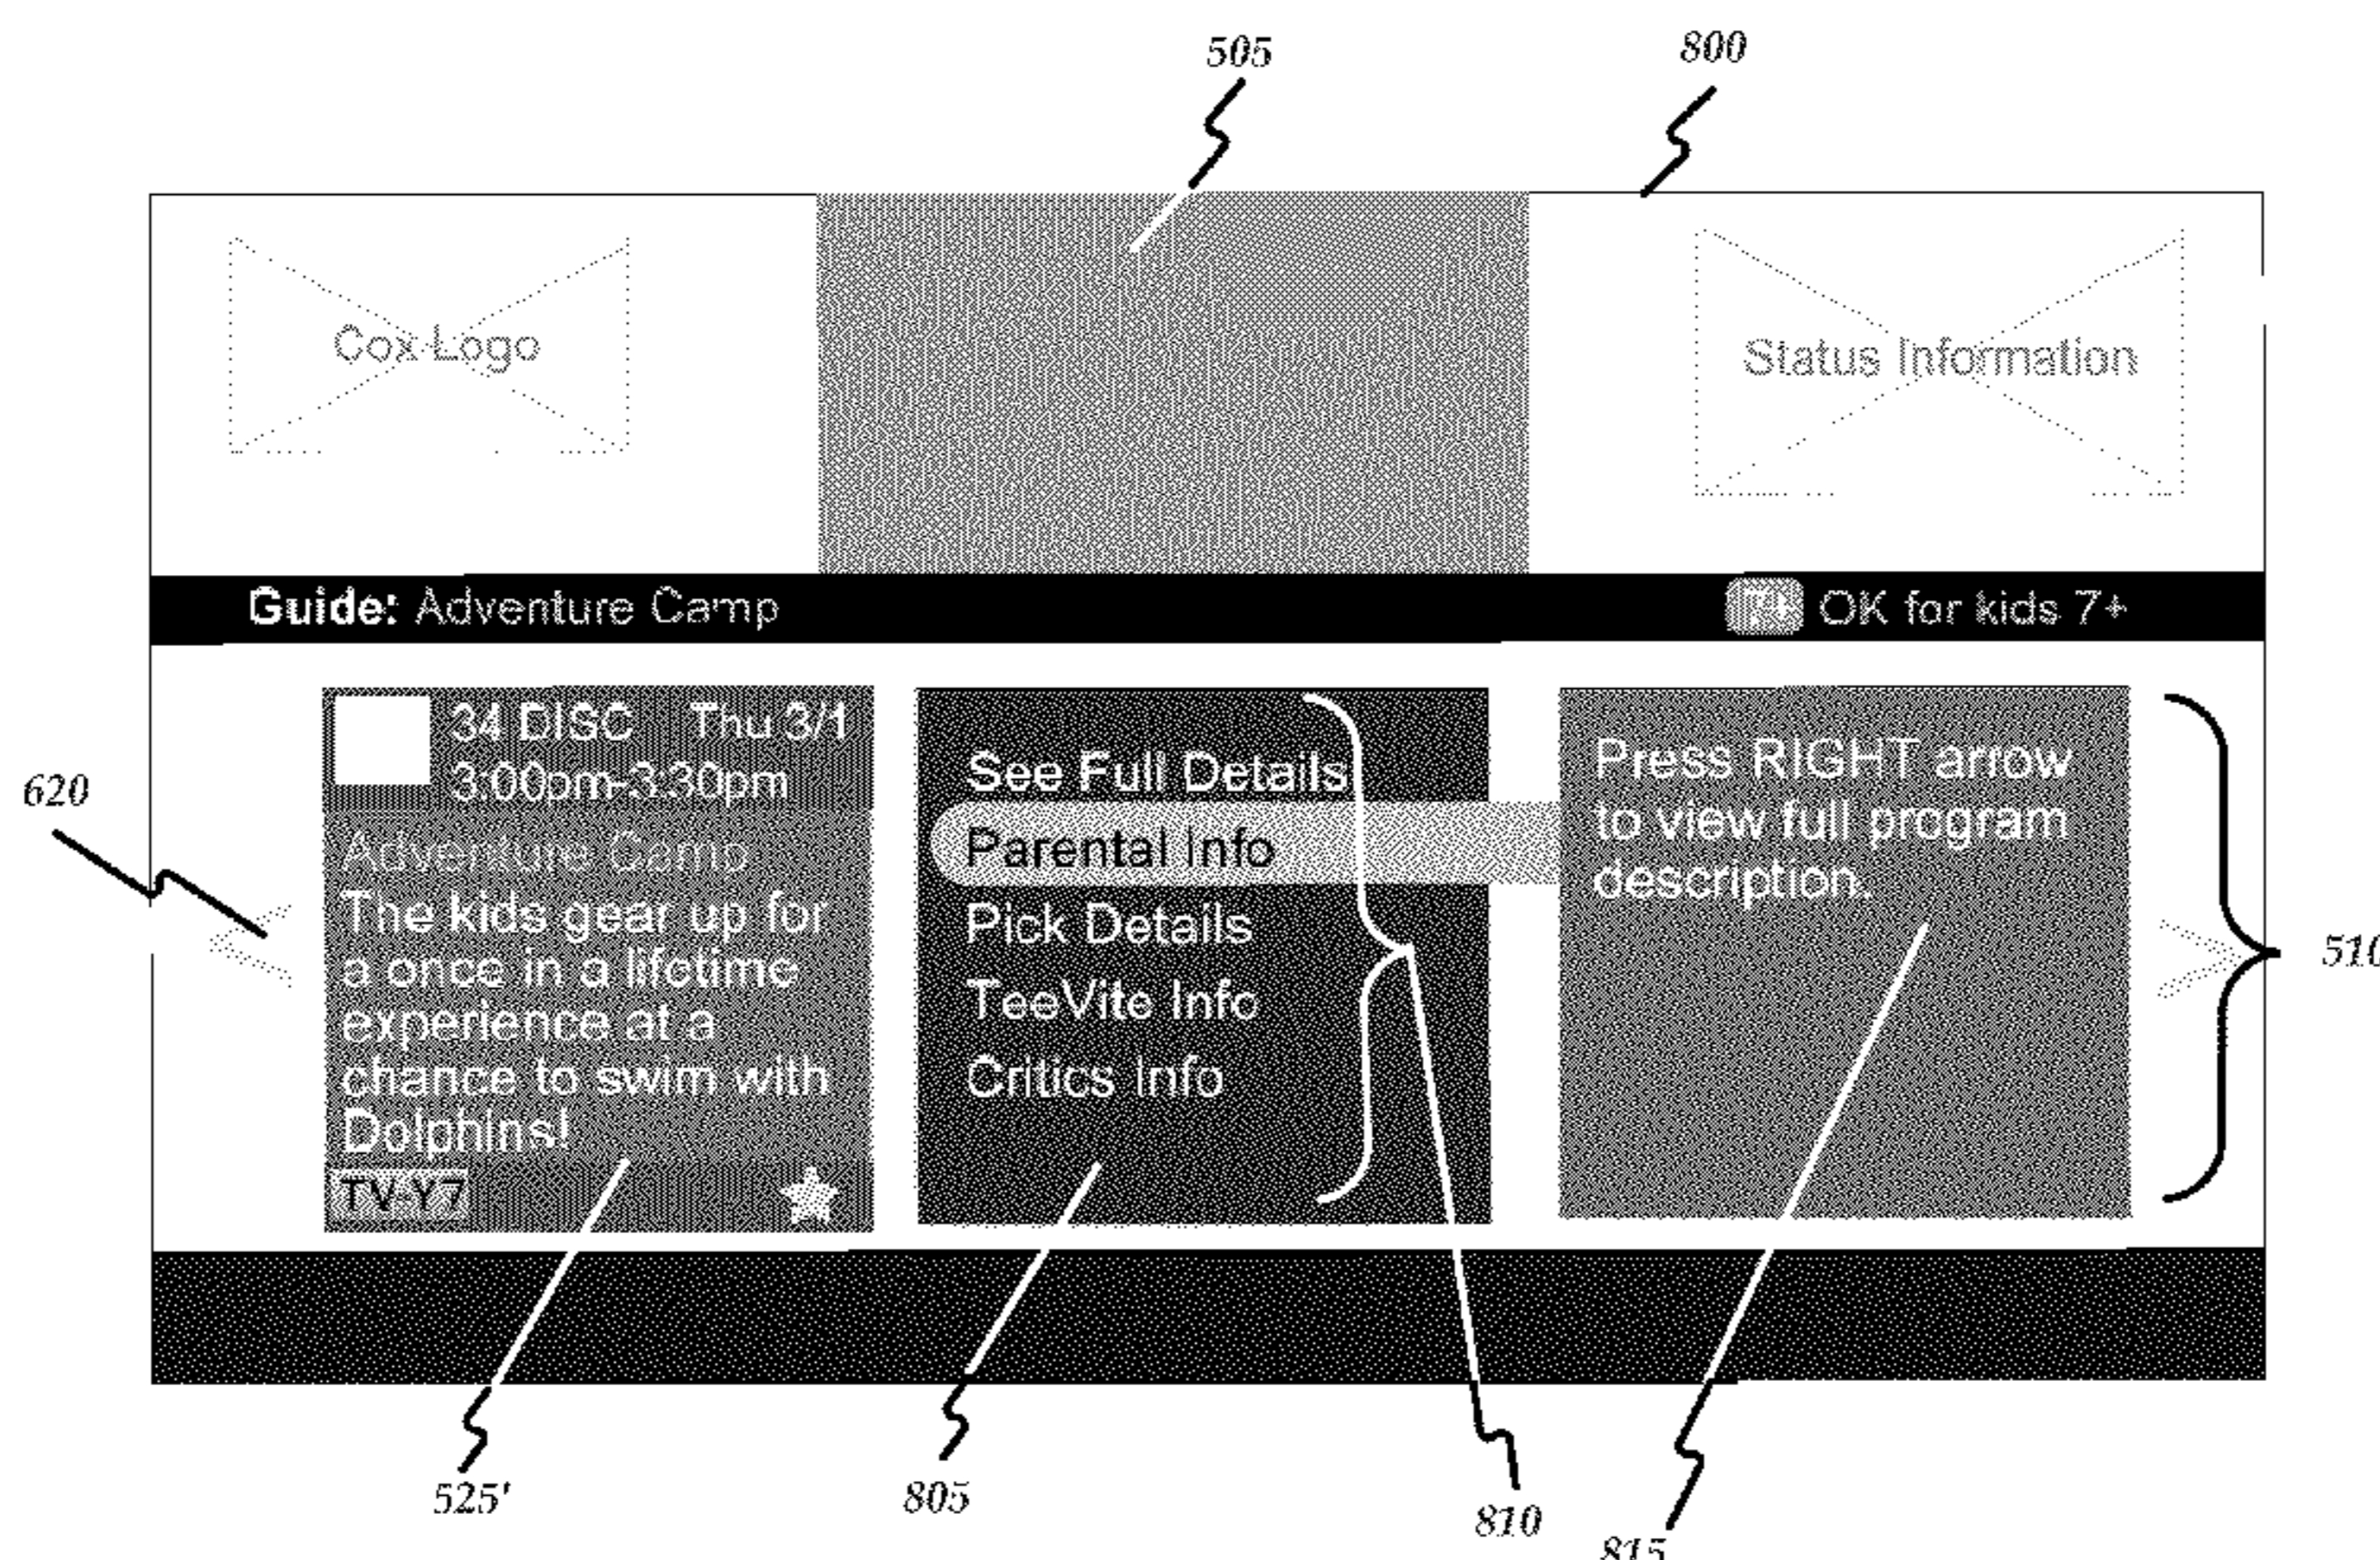 505
800
Cox Logo
Status Information
Guide: Adventure Camp
7+ OK for kids 7+
34 DISC Thu 3/1
3:00pm-3:30pm
Adventure Camp
The kids gear up for
a once in a lifetime
experience at a
chance to swim with
Dolphins!
TV-Y7
See Full Details
Parental Info
Pick Details
TeeVite Info
Critics Info
Press RIGHT arrow
to view full program
description.
620
510
525'
805
810
815